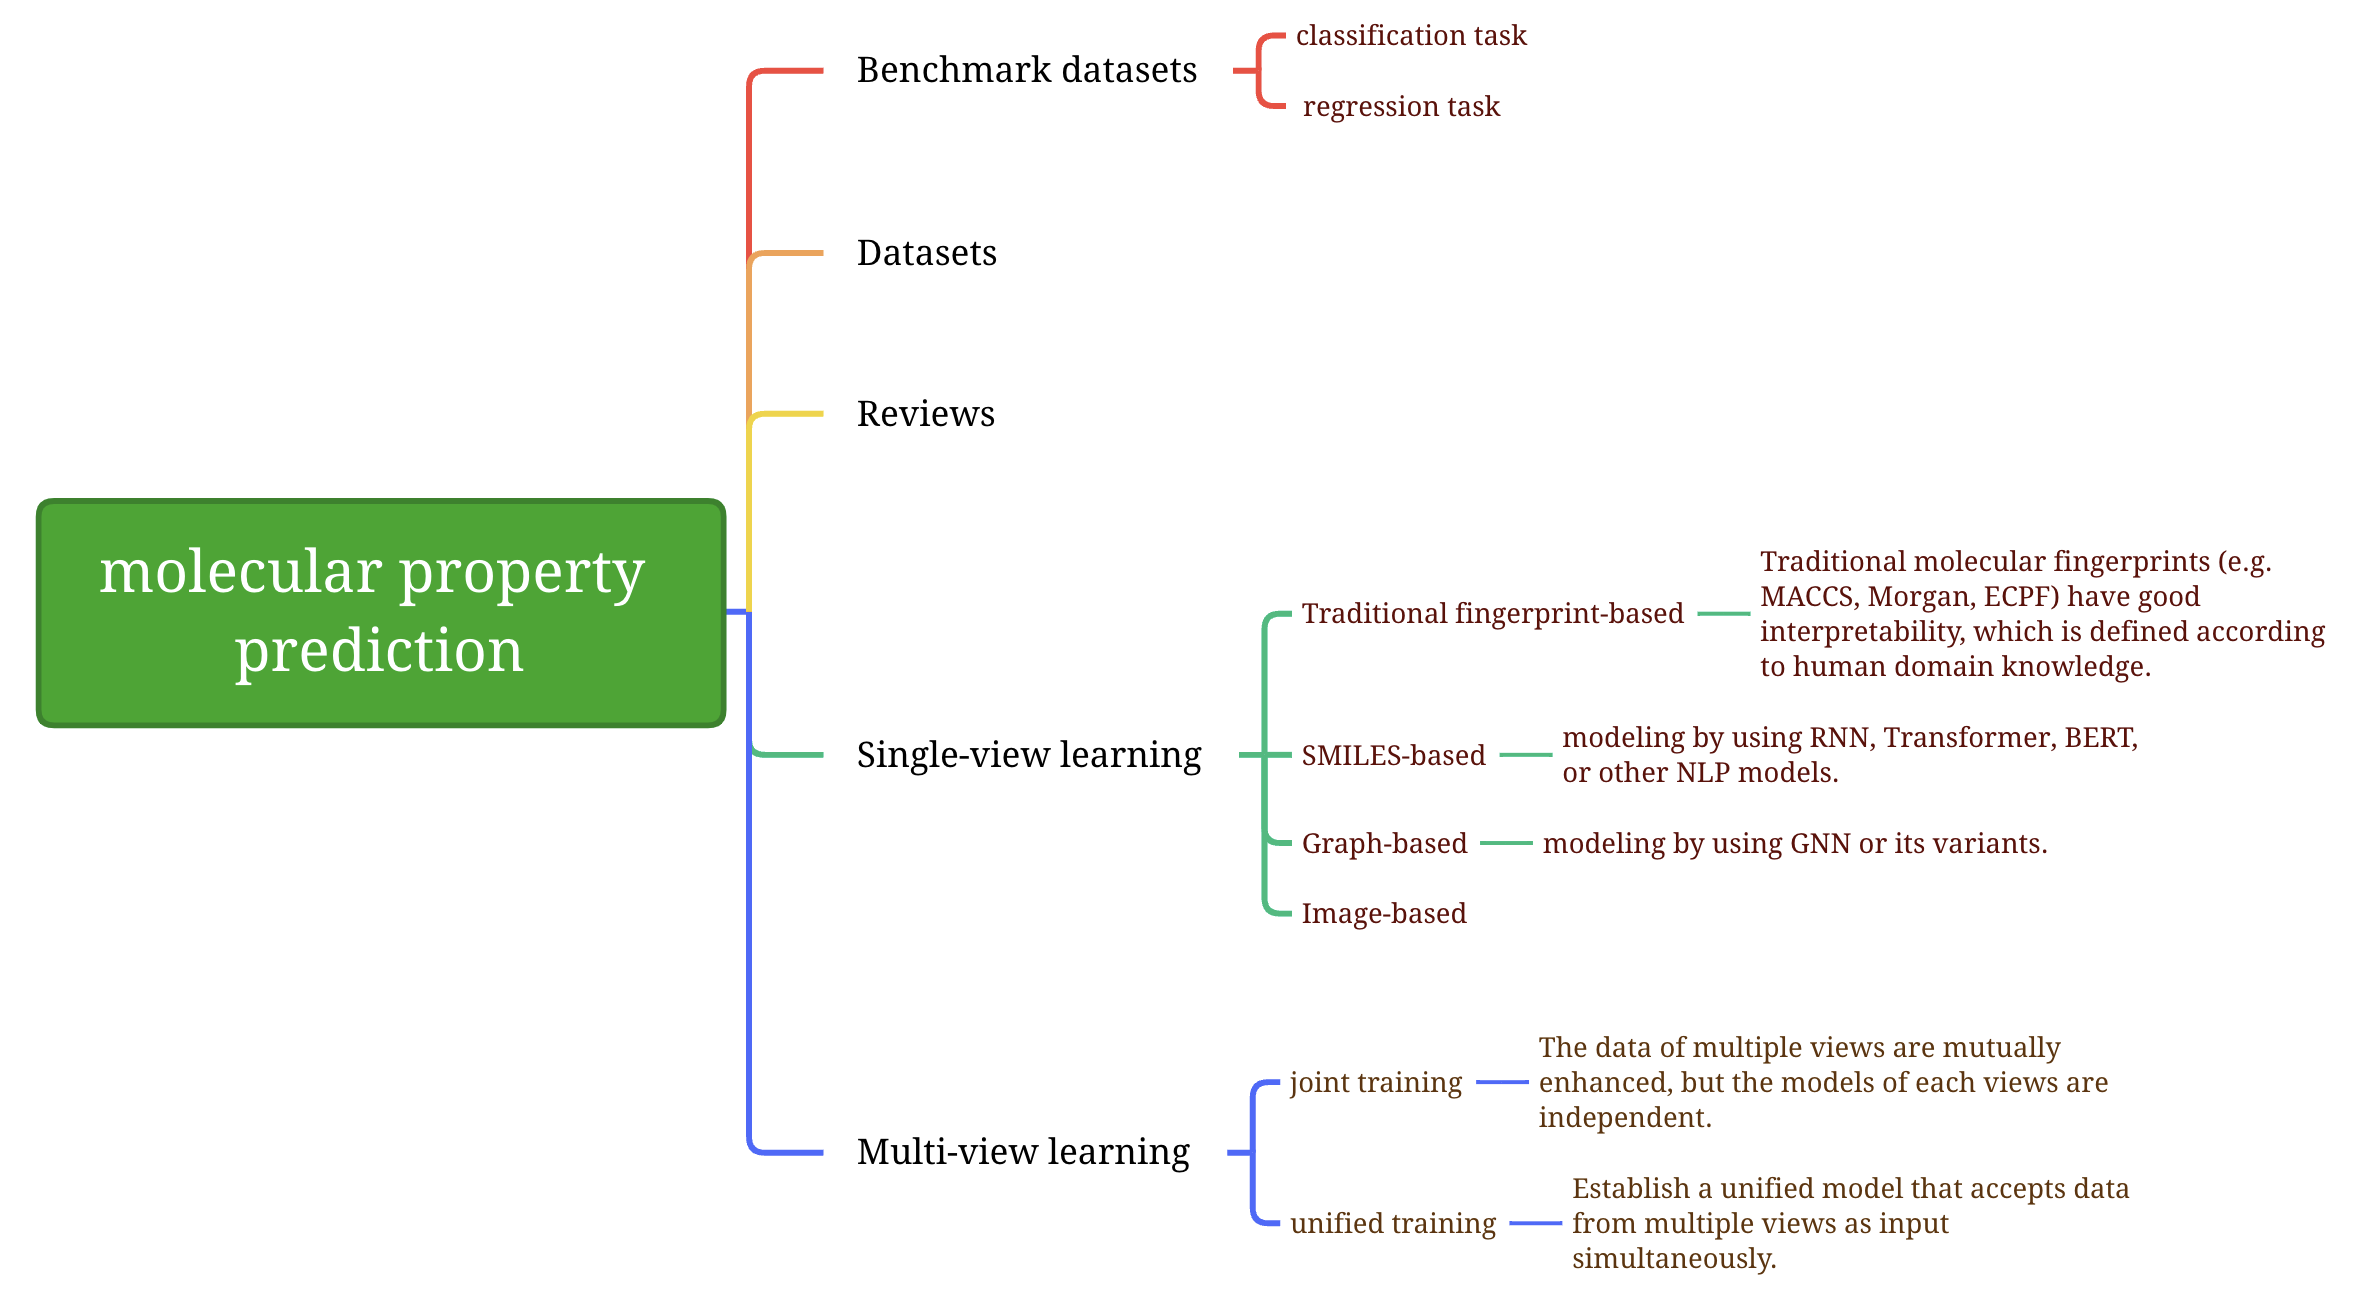 molecular property
prediction
Benchmark datasets
classification task
regression task
Datasets
Reviews
Single-view learning
Traditional fingerprint-based
Traditional molecular fingerprints (e.g.
MACCS, Morgan, ECPF) have good
interpretability, which is defined according
to human domain knowledge.
SMILES-based
modeling by using RNN, Transformer, BERT,
or other NLP models.
Graph-based
modeling by using GNN or its variants.
Image-based
Multi-view learning
joint training
The data of multiple views are mutually
enhanced, but the models of each views are
independent.
unified training
Establish a unified model that accepts data
from multiple views as input
simultaneously.